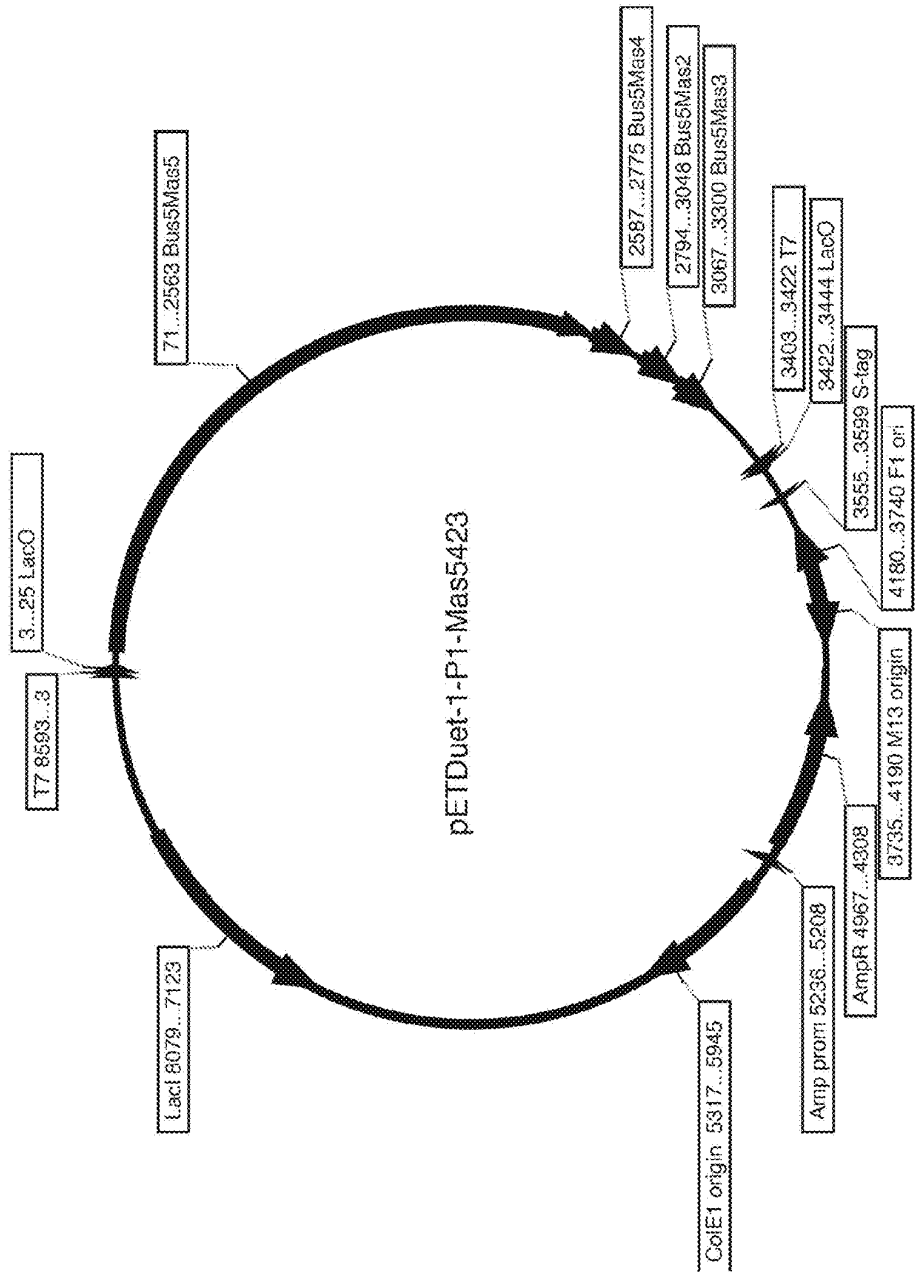 3...25 LacO
T7 8593...3
71...2563 Bus5Mas5
2587...2775 Bus5Mas4
2794...3048 Bus5Mas2
3067...3300 Bus5Mas3
3403...3422 T7
3422...3444 LacO
3555...3599 S-tag
4180...3740 F1 ori
3735...4190 M13 origin
AmpR 4967...4308
Amp prom 5236...5208
ColE1 origin 5317...5945
LacI 8079...7123
pETDuet-1-P1-Mas5423